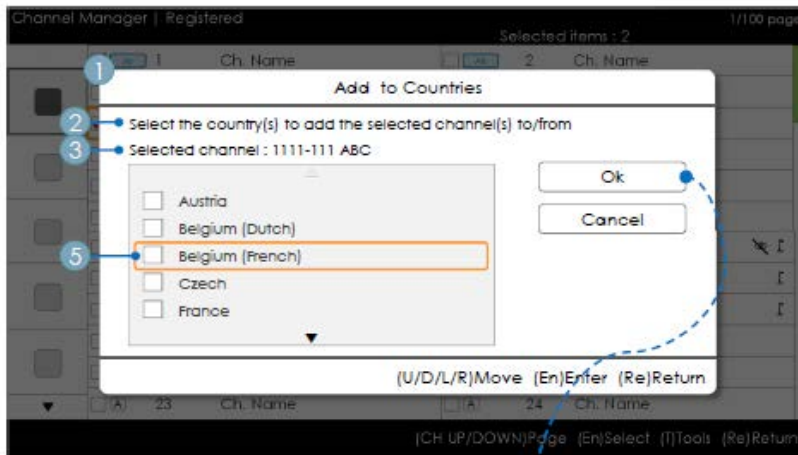 Channel Manager | Registered
1/100 page
Selected items : 2
1 Ch. Name 2 Ch. Name
1
Add to Countries
2 Select the country(s) to add the selected channel(s) to/from
3 Selected channel : 1111-111 ABC
Ok
Austria
Cancel
Belgium (Dutch)
5 Belgium (French)
Czech
France
(U/D/L/R)Move (En)Enter (Re)Return
(A) 23 Ch. Name (A) 24 Ch. Name
(CH UP/DOWN)Page (En)Select (T)Tools (Re)Return